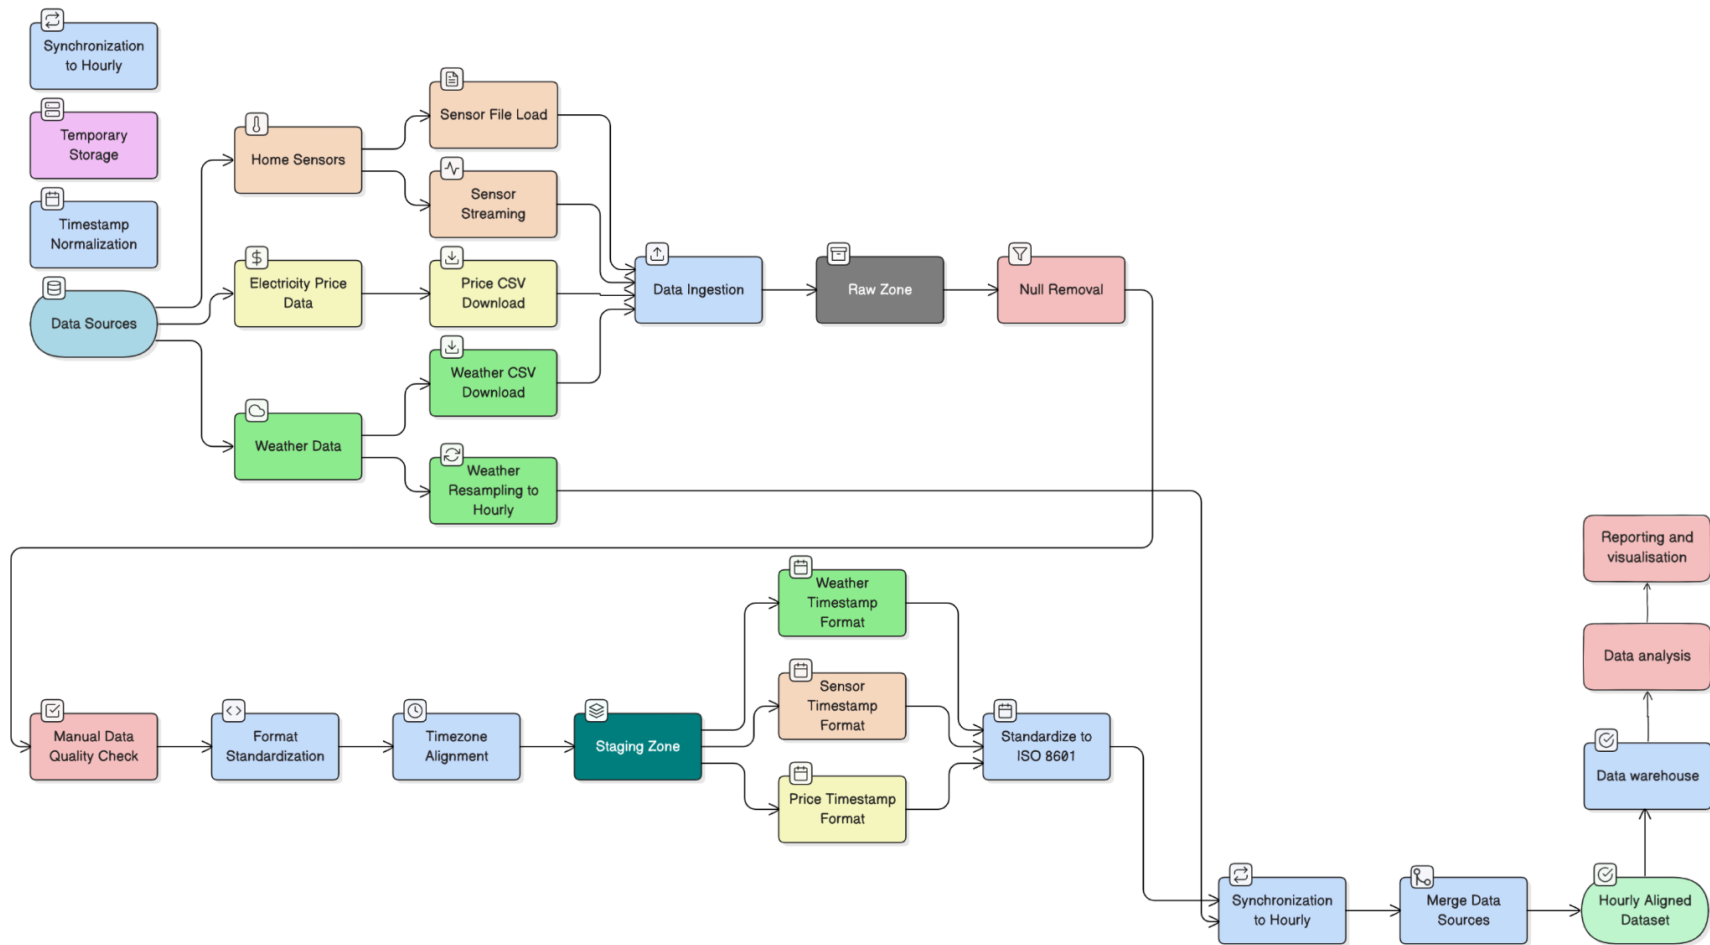 Synchronization
to Hourly
Temporary
Storage
Timestamp
Normalization
Data Sources
Home Sensors
Electricity Price
Data
Weather Data
Sensor File Load
Sensor
Streaming
Price CSV
Download
Weather CSV
Download
Weather
Resampling to
Hourly
Data Ingestion
Raw Zone
Null Removal
Manual Data
Quality Check
Format
Standardization
Timezone
Alignment
Staging Zone
Weather
Timestamp
Format
Sensor
Timestamp
Format
Price Timestamp
Format
Standardize to
ISO 8601
Synchronization
to Hourly
Merge Data
Sources
Hourly Aligned
Dataset
Data warehouse
Data analysis
Reporting and
visualisation